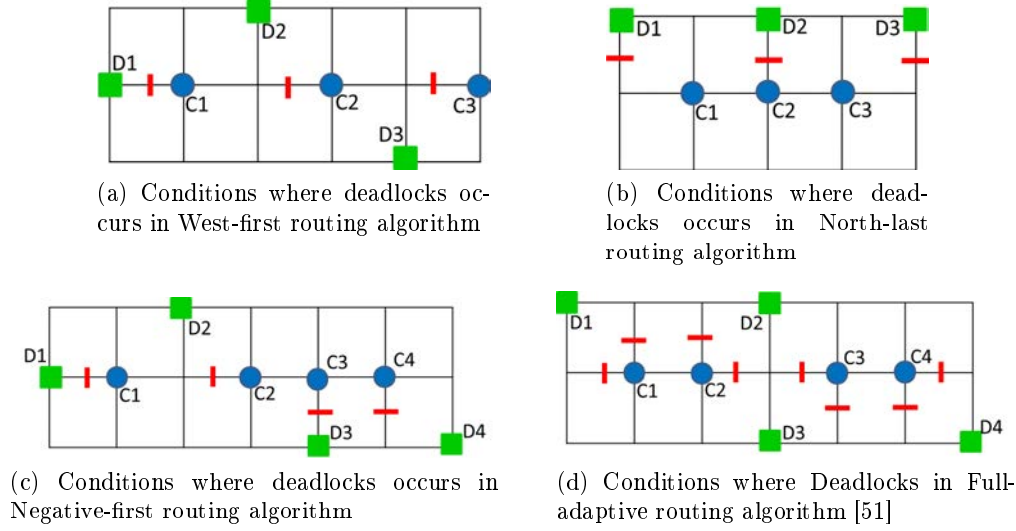 D2
D1
C1
C2
C3
D3
(a) Conditions where deadlocks oc-
curs in West-first routing algorithm
D1
D2
D3
C1
C2
C3
(b) Conditions where dead-
locks occurs in North-last
routing algorithm
D2
D1
C3
C4
C1
C2
D3
D4
(c) Conditions where deadlocks occurs in
Negative-first routing algorithm
D1
D2
C3
C4
C1
C2
D3
D4
(d) Conditions where Deadlocks in Full-
adaptive routing algorithm [51]